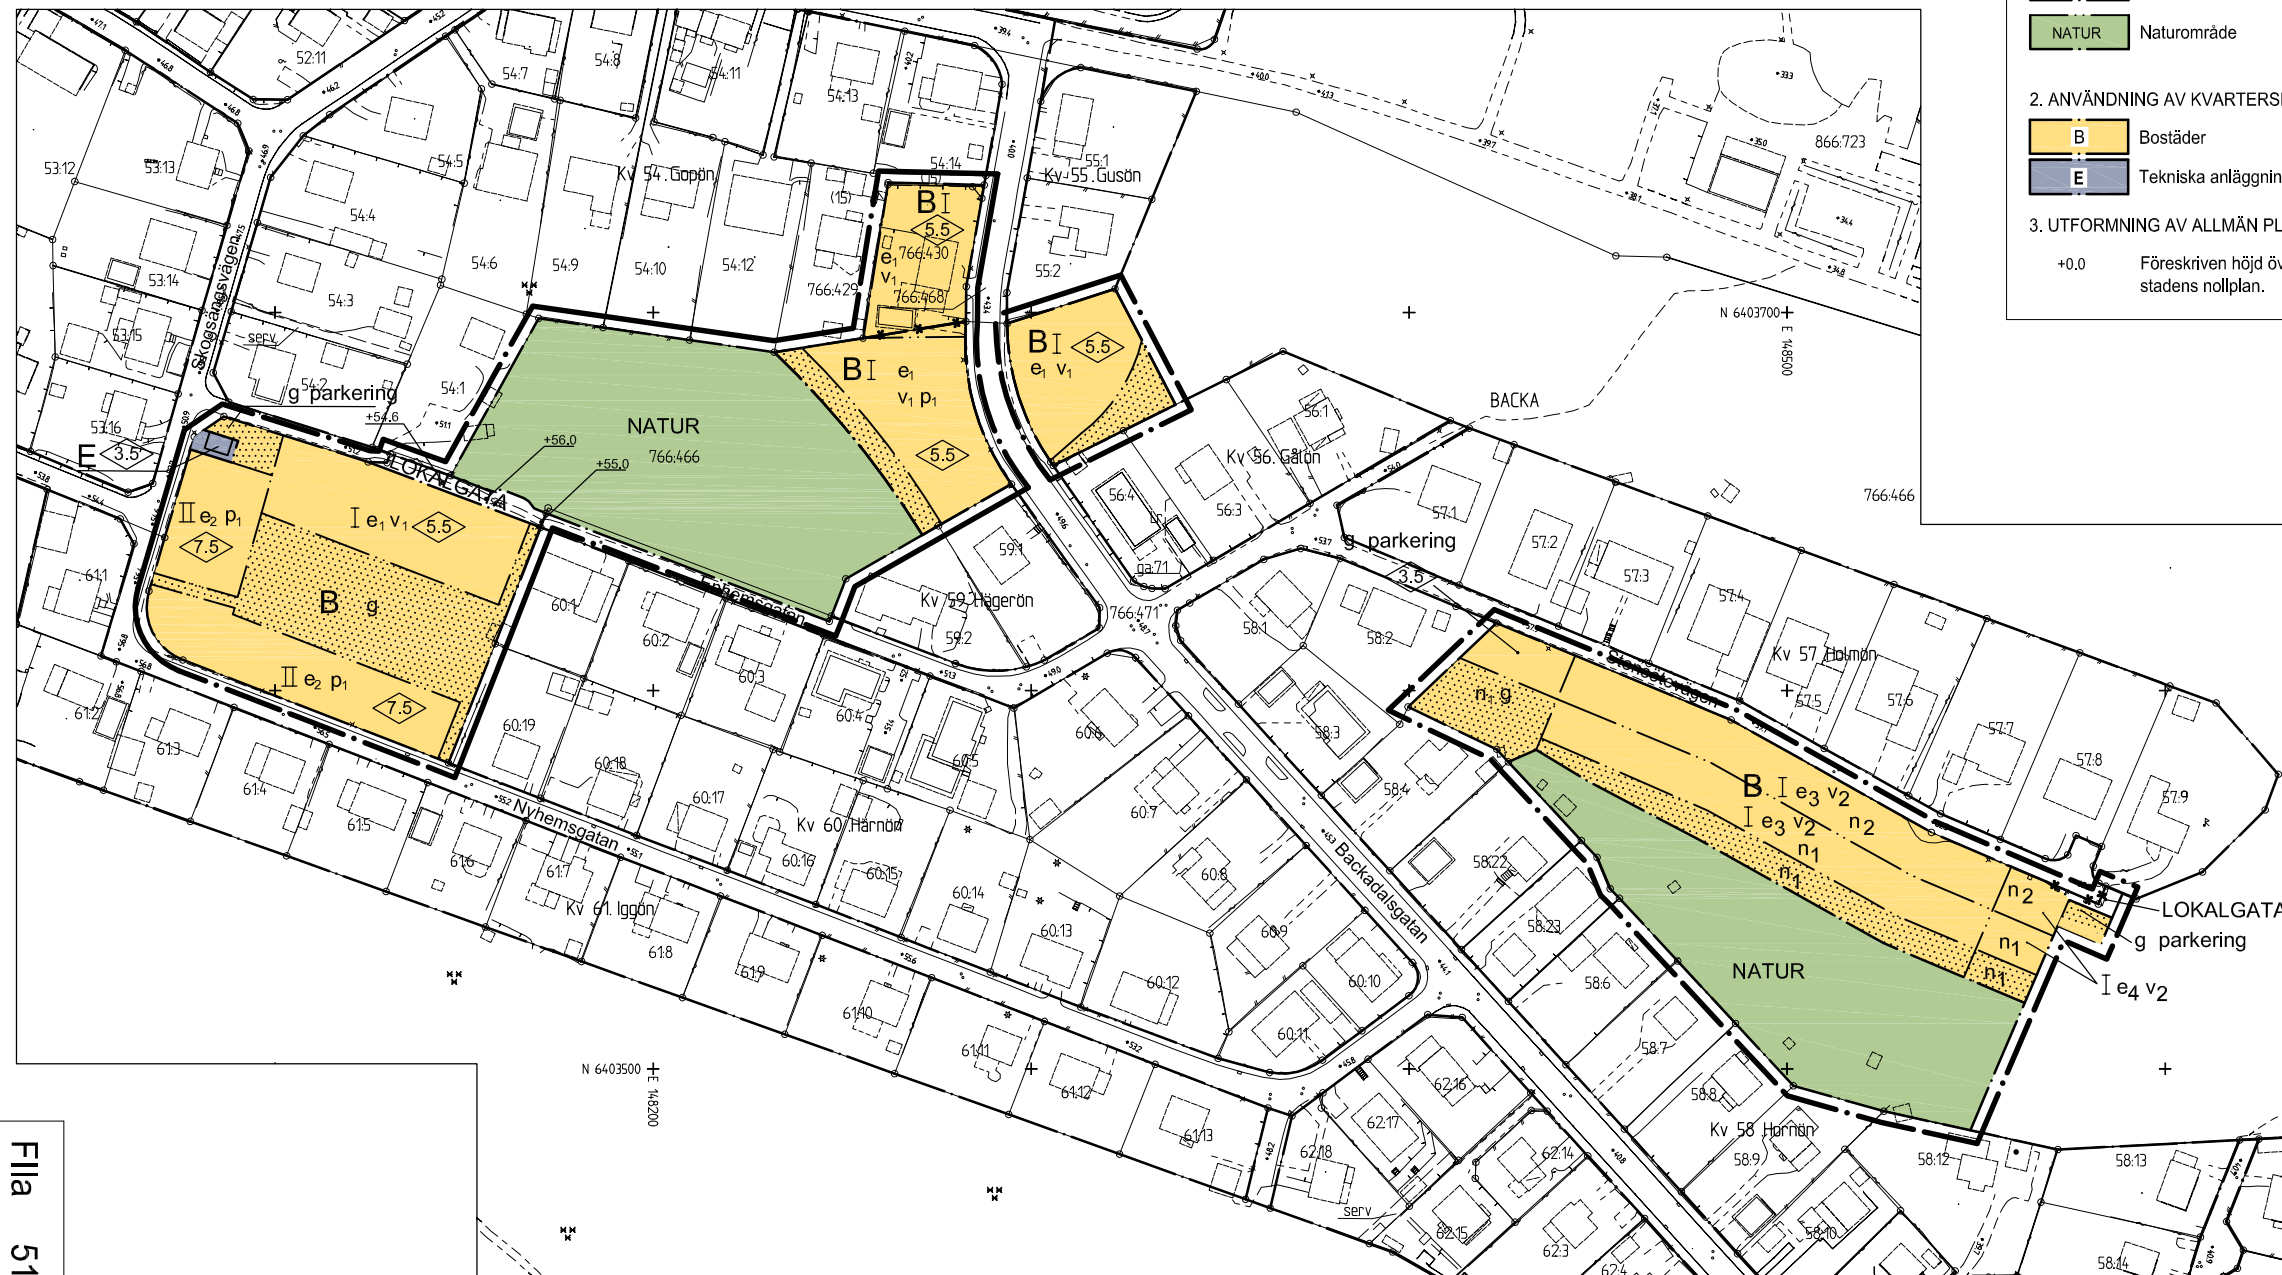 NATUR Naturområde
2. ANVÄNDNING AV KVARTERS
B Bostäder
E Tekniska anläggnin
3. UTFORMNING AV ALLMÄN PL
+0.0 Föreskriven höjd öv
stadens nollplan.
52:11
54:7
54:8
54:11
54:13
54:14
(15)
(15)
53:12
53:13
54:5
54:4
Kv 54 Gopön
55:1
Kv 55 Gusön
866:723
53:14
54:3
54:6
54:9
54:10
54:12
766:429
766:430
766:468
55:2
53:15
serv
54:2
54:1
53:16
Skogsängsvägen
B I
5.5
e1
v1
B I
5.5
e1 v1
B I e1
v1 p1
5.5
N 6403700
E 148500
g parkering
+54.6
+56.0
+55.0
NATUR
766:466
LOKALGATA
E
3.5
II e2 p1
7.5
I e1 v1
5.5
B g
II e2 p1
7.5
BACKA
56:1
Kv 56 Gälön
56:4
56:3
ga:71
57:1
766:466
g parkering
3.5
57:2
57:3
57:4
Kv 57 Holmön
57:5
57:6
57:7
57:8
57:9
Stensötevägen
59:1
Kv 59 Hägerön
59:2
766:471
58:1
58:2
58:3
58:4
61:1
61:2
61:3
61:4
61:5
61:6
61:7
61:8
61:9
61:10
61:11
61:12
61:13
Kv 61 Iggön
60:1
60:2
60:3
60:4
60:5
60:6
60:7
60:8
60:9
60:10
60:11
60:12
60:13
60:14
60:15
60:16
60:17
60:18
60:19
Kv 60 Härnön
Nyhemsgatan
Backadalsgatan
n1 g
B I e3 v2
I e3 v2 n2
n1
n1
n2
n1
n1
LOKALGATA
g parkering
I e4 v2
NATUR
58:22
58:23
58:6
58:7
58:8
Kv 58 Hornön
58:9
58:10
58:12
58:13
58:14
62:16
62:17
62:18
62:14
62:15
62:3
62:4
serv
N 6403500
E 148200
FIIa 51